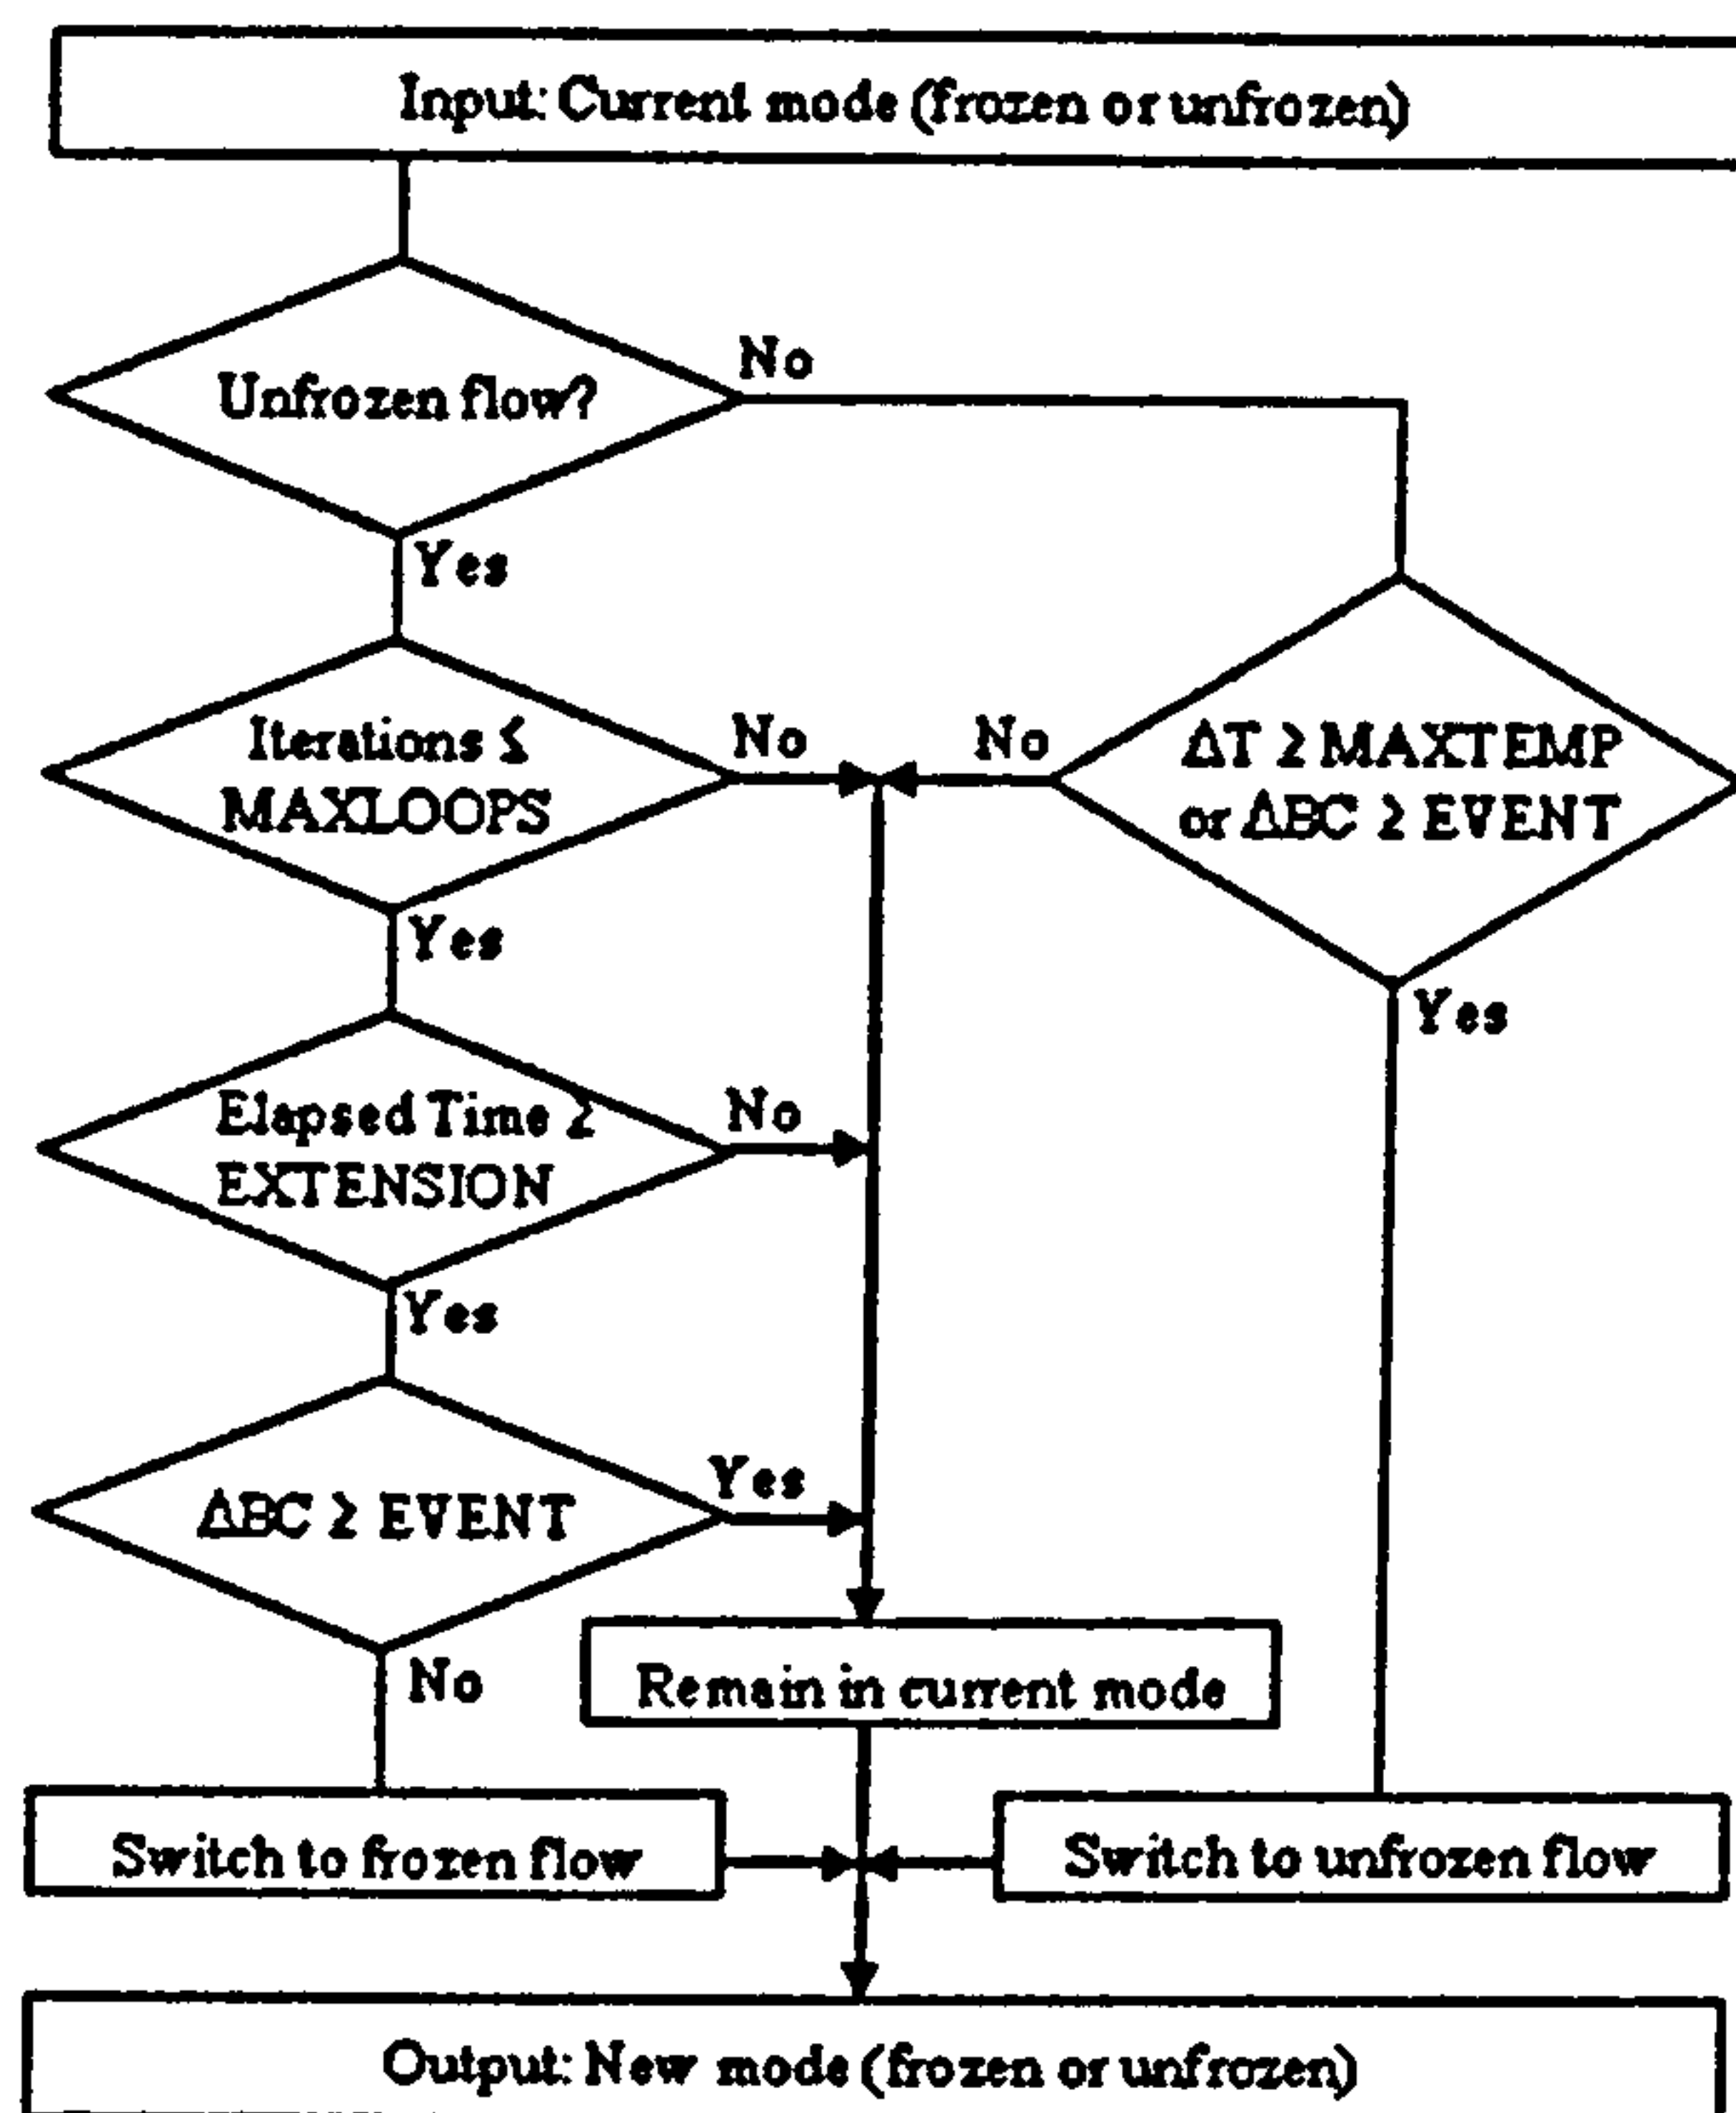 Input: Current mode (frozen or unfrozen)
Unfrozen flow?
No
Yes
Iterations ≤
MAXLOOPS
No
No
ΔT ≥ MAXTEMP
or ΔBC ≥ EVENT
Yes
Yes
Elapsed Time ≥
EXTENSION
No
Yes
ΔBC ≥ EVENT
Yes
No
Remain in current mode
Switch to frozen flow
Switch to unfrozen flow
Output: New mode (frozen or unfrozen)